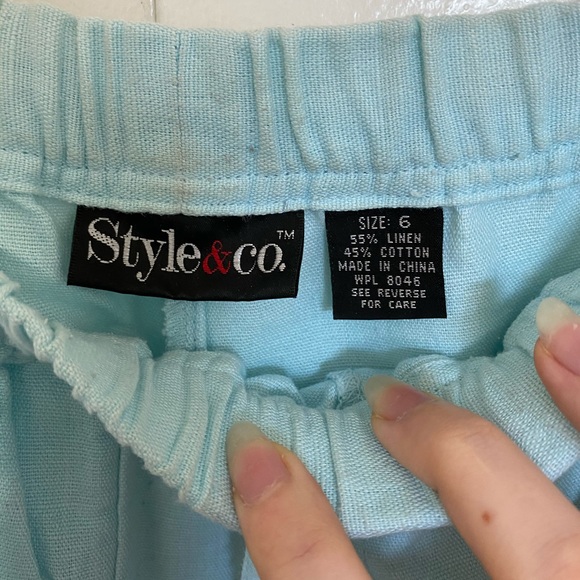 Style&co.™
SIZE: 6
55% LINEN
45% COTTON
MADE IN CHINA
WPL 8046
SEE REVERSE
FOR CARE